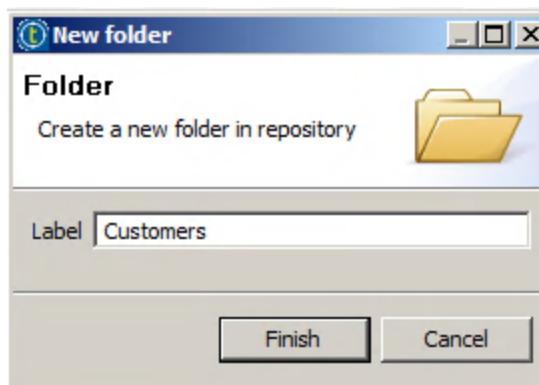 New folder
Folder
Create a new folder in repository
Label Customers
Finish Cancel